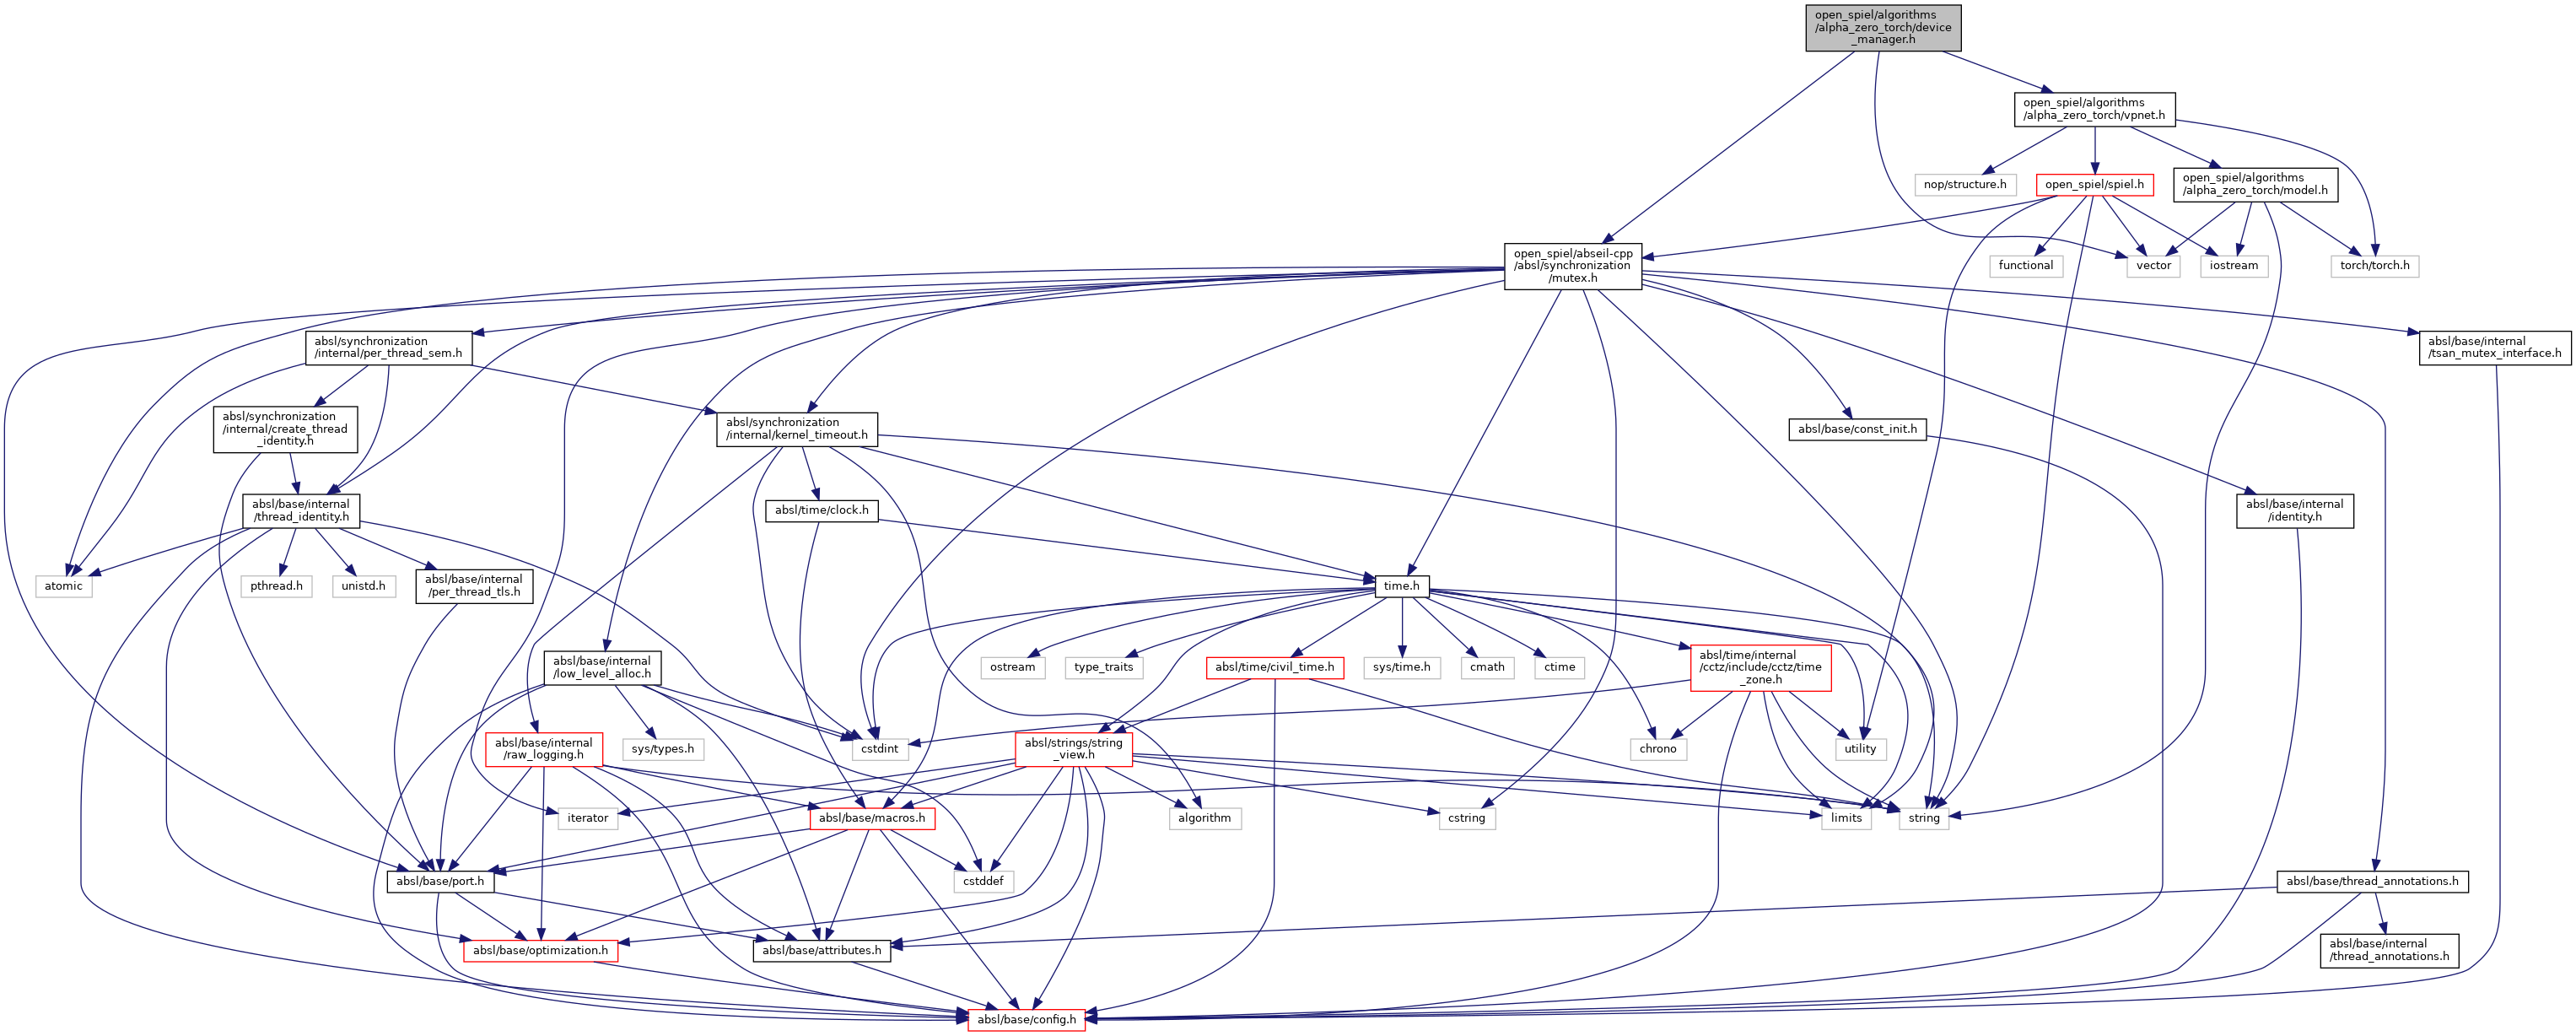 open_spiel/algorithms
/alpha_zero_torch/device
_manager.h
open_spiel/algorithms
/alpha_zero_torch/vpnet.h
nop/structure.h
open_spiel/spiel.h
open_spiel/algorithms
/alpha_zero_torch/model.h
open_spiel/abseil-cpp
/absl/synchronization
/mutex.h
functional
vector
iostream
torch/torch.h
absl/synchronization
/internal/per_thread_sem.h
absl/base/internal
/tsan_mutex_interface.h
absl/synchronization
/internal/create_thread
_identity.h
absl/synchronization
/internal/kernel_timeout.h
absl/base/const_init.h
absl/base/internal
/thread_identity.h
absl/time/clock.h
absl/base/internal
/identity.h
atomic
pthread.h
unistd.h
absl/base/internal
/per_thread_tls.h
time.h
absl/base/internal
/low_level_alloc.h
ostream
type_traits
absl/time/civil_time.h
sys/time.h
cmath
ctime
absl/time/internal
/cctz/include/cctz/time
_zone.h
absl/base/internal
/raw_logging.h
sys/types.h
cstdint
absl/strings/string
_view.h
chrono
utility
iterator
absl/base/macros.h
algorithm
cstring
limits
string
absl/base/port.h
cstddef
absl/base/thread_annotations.h
absl/base/optimization.h
absl/base/attributes.h
absl/base/internal
/thread_annotations.h
absl/base/config.h